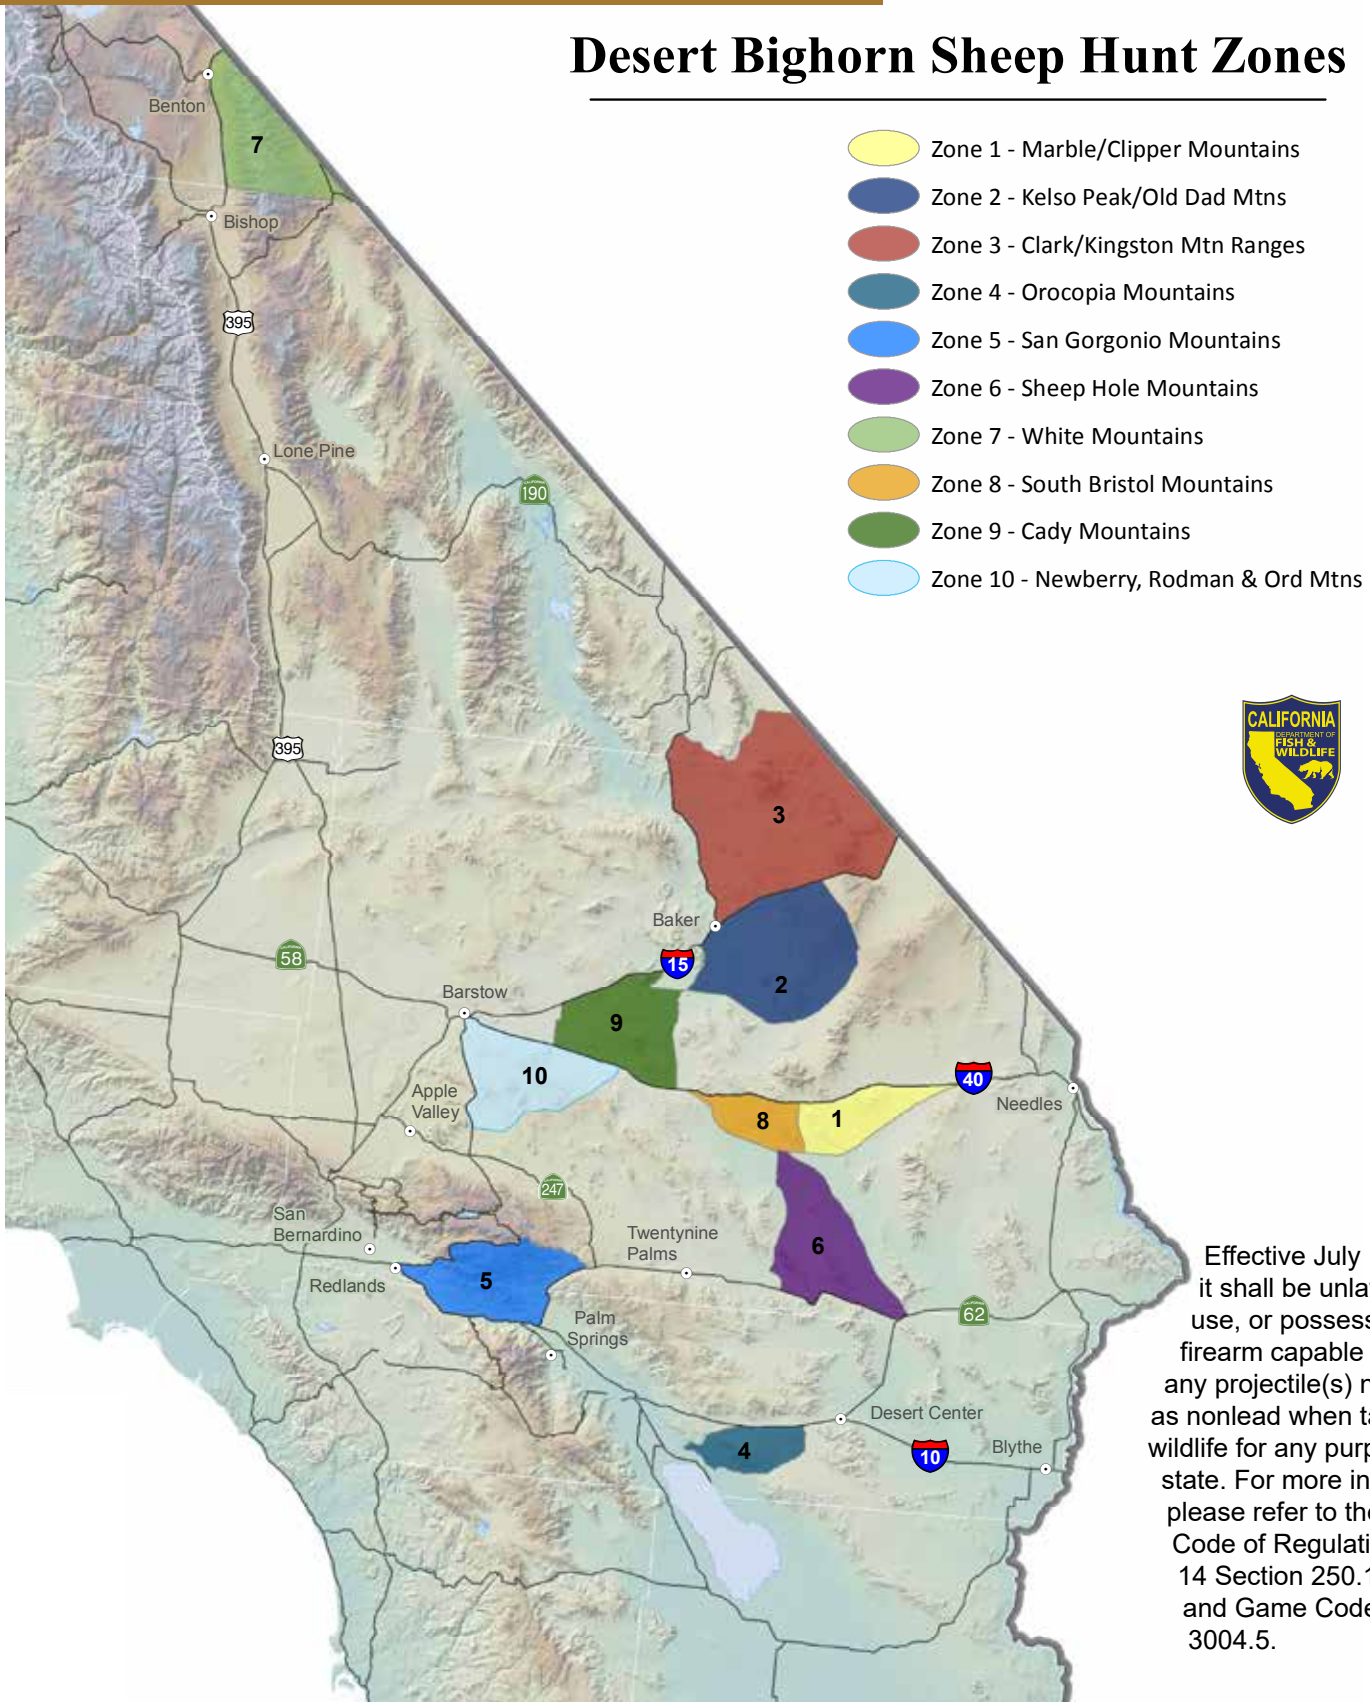 Desert Bighorn Sheep Hunt Zones
Zone 1 - Marble/Clipper Mountains
Zone 2 - Kelso Peak/Old Dad Mtns
Zone 3 - Clark/Kingston Mtn Ranges
Zone 4 - Orocopia Mountains
Zone 5 - San Gorgonio Mountains
Zone 6 - Sheep Hole Mountains
Zone 7 - White Mountains
Zone 8 - South Bristol Mountains
Zone 9 - Cady Mountains
Zone 10 - Newberry, Rodman & Ord Mtns
CALIFORNIA
DEPARTMENT OF
FISH &
WILDLIFE
Benton
7
Bishop
395
Lone Pine
CALIFORNIA
190
395
3
Baker
15
CALIFORNIA
58
2
Barstow
9
10
40
Apple
Valley
Needles
8
1
CALIFORNIA
247
San
Bernardino
Twentynine
Palms
6
Redlands
5
Palm
Springs
CALIFORNIA
62
Desert Center
4
10
Blythe
Effective July
it shall be
use, or possess
firearm capable
any projectile(s)
as nonlead when
wildlife for any
state. For more
please refer to
Code of
14 Section
and Game Code
3004.5.